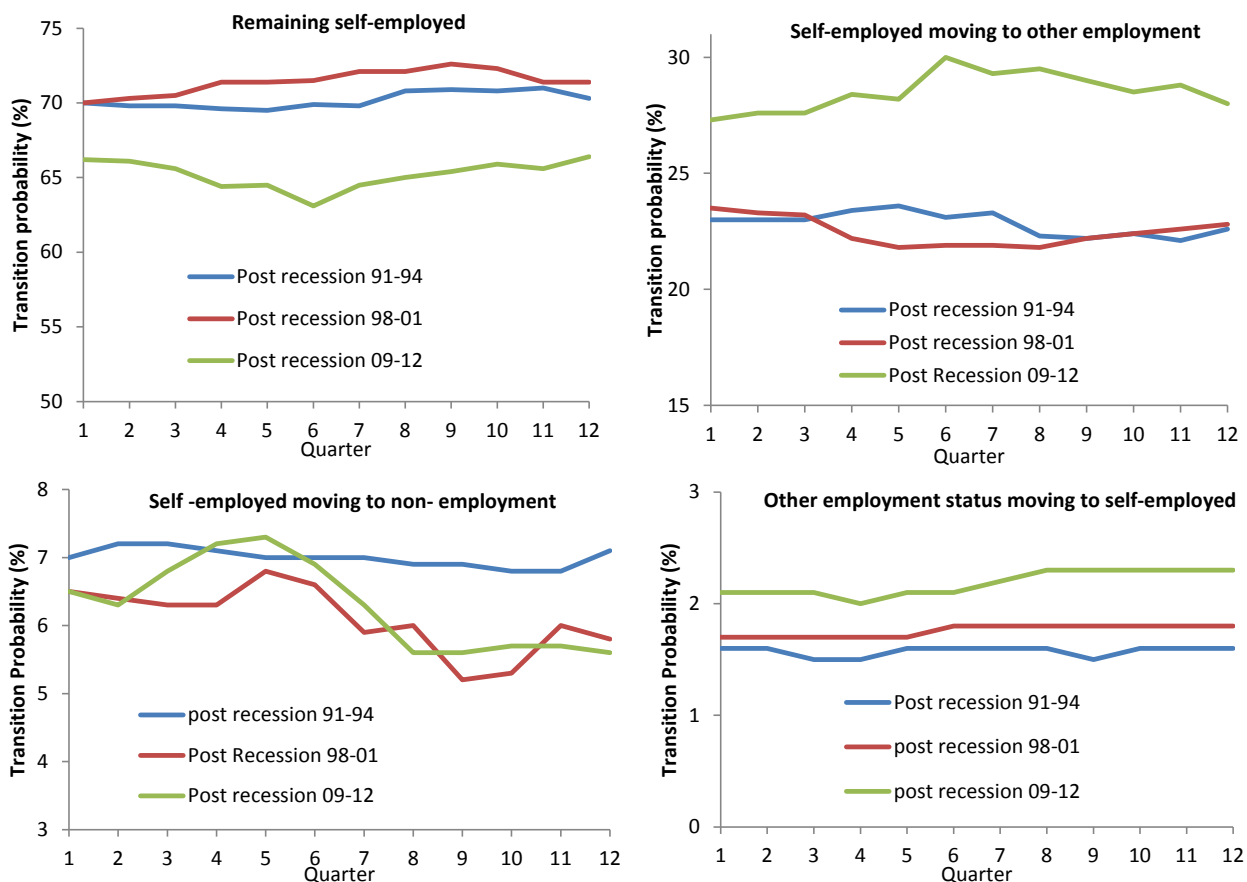 Remaining self-employed
Transition probability (%)
75
70
65
60
55
50
Post recession 91-94
Post recession 98-01
Post recession 09-12
1 2 3 4 5 6 7 8 9 10 11 12
Quarter
Self-employed moving to other employment
Transition probability (%)
30
25
20
15
Post recession 91-94
Post recession 98-01
Post Recession 09-12
1 2 3 4 5 6 7 8 9 10 11 12
Quarter
Self -employed moving to non- employment
Transition Probability (%)
8
7
6
5
4
3
post recession 91-94
Post Recession 98-01
Post recession 09-12
1 2 3 4 5 6 7 8 9 10 11 12
Quarter
Other employment status moving to self-employed
Transition Probability (%)
3
2
1
0
Post recession 91-94
post recession 98-01
post recession 09-12
1 2 3 4 5 6 7 8 9 10 11 12
Quarter